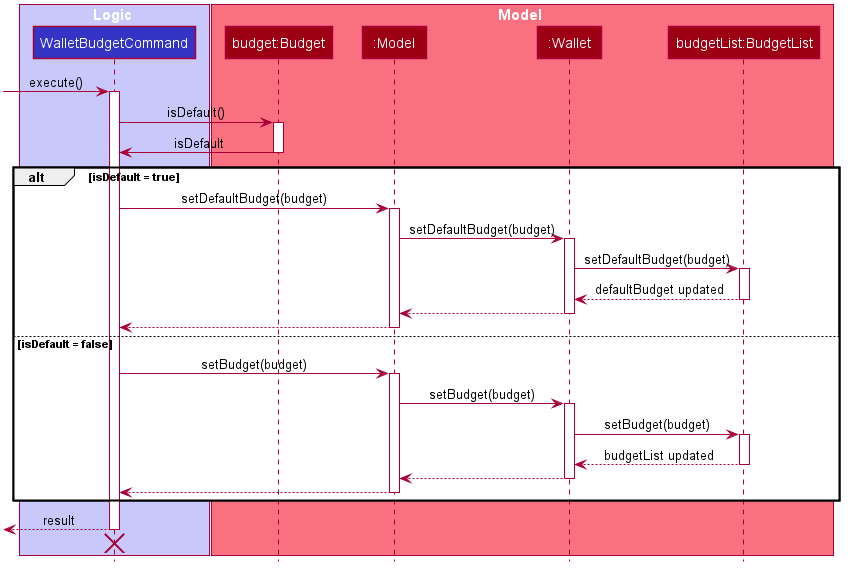 Logic
Model
WalletBudgetCommand
budget:Budget
:Model
:Wallet
budgetList:BudgetList
execute()
isDefault()
isDefault
alt
[isDefault = true]
setDefaultBudget(budget)
setDefaultBudget(budget)
setDefaultBudget(budget)
defaultBudget updated
[isDefault = false]
setBudget(budget)
setBudget(budget)
setBudget(budget)
budgetList updated
result